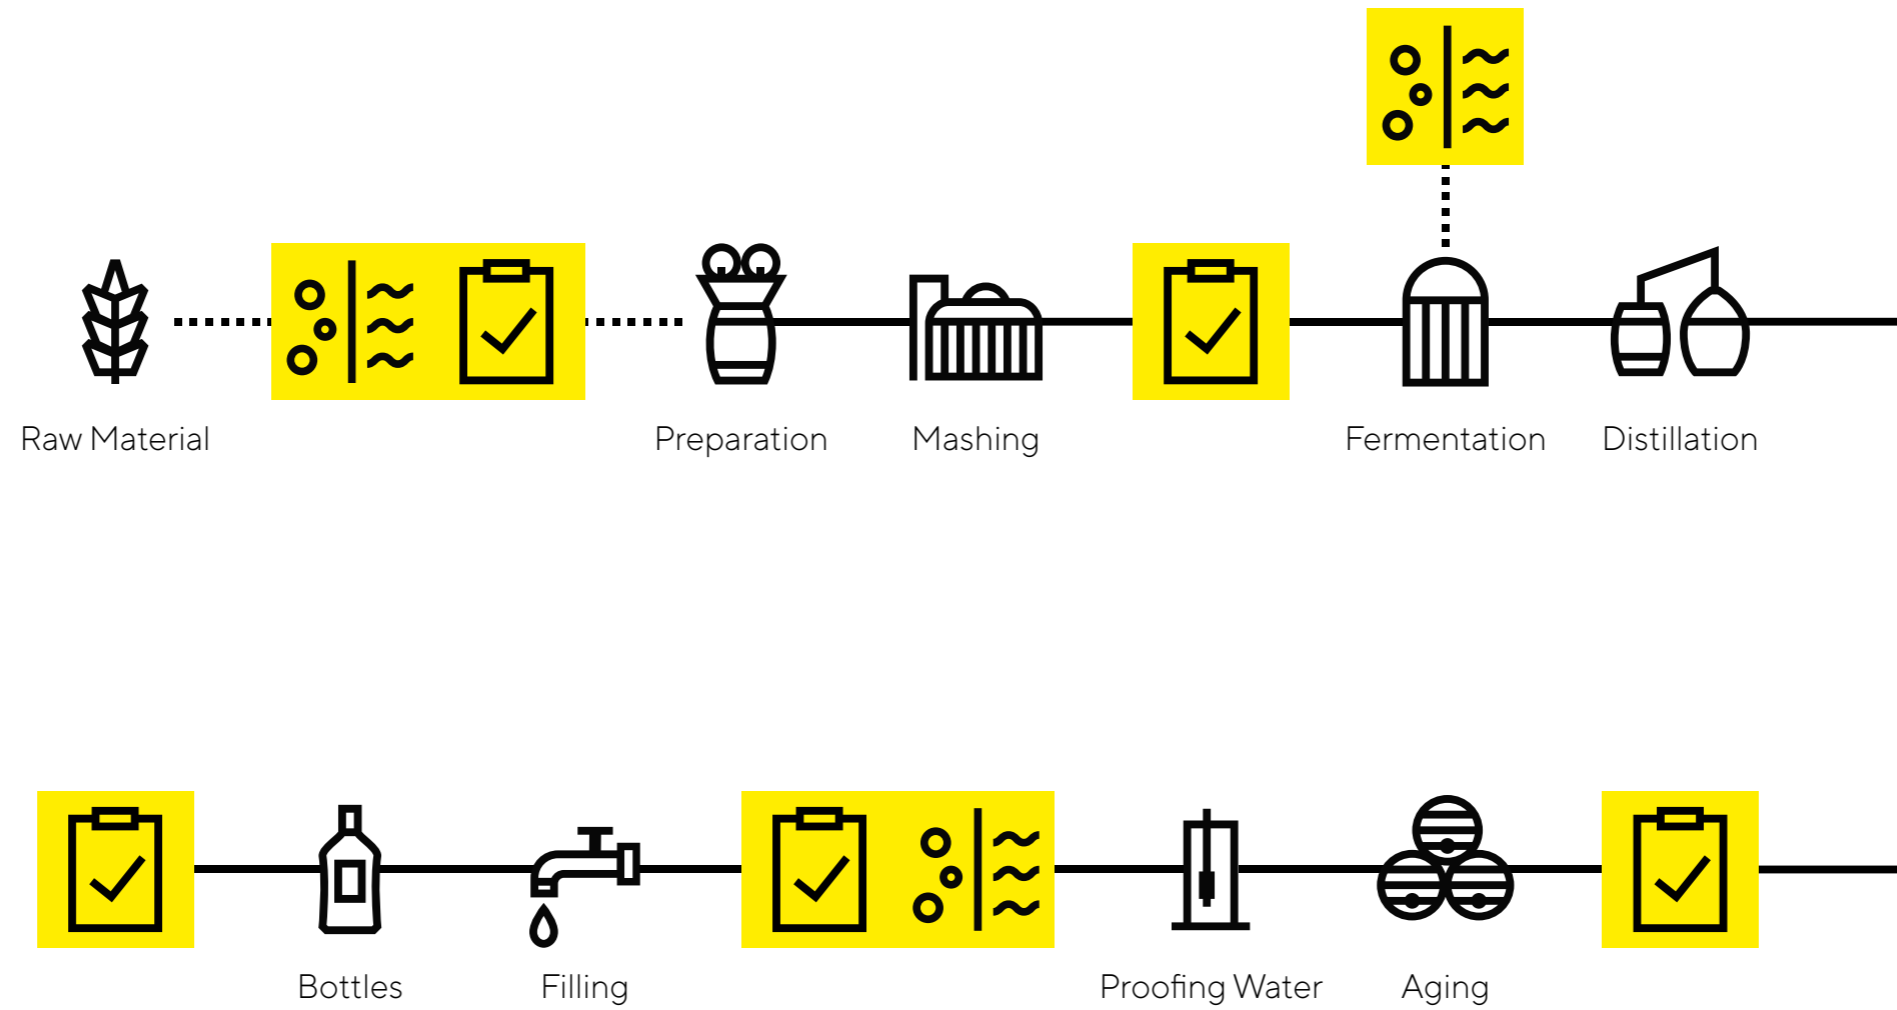 Raw Material
Preparation
Mashing
Fermentation
Distillation
Bottles
Filling
Proofing Water
Aging